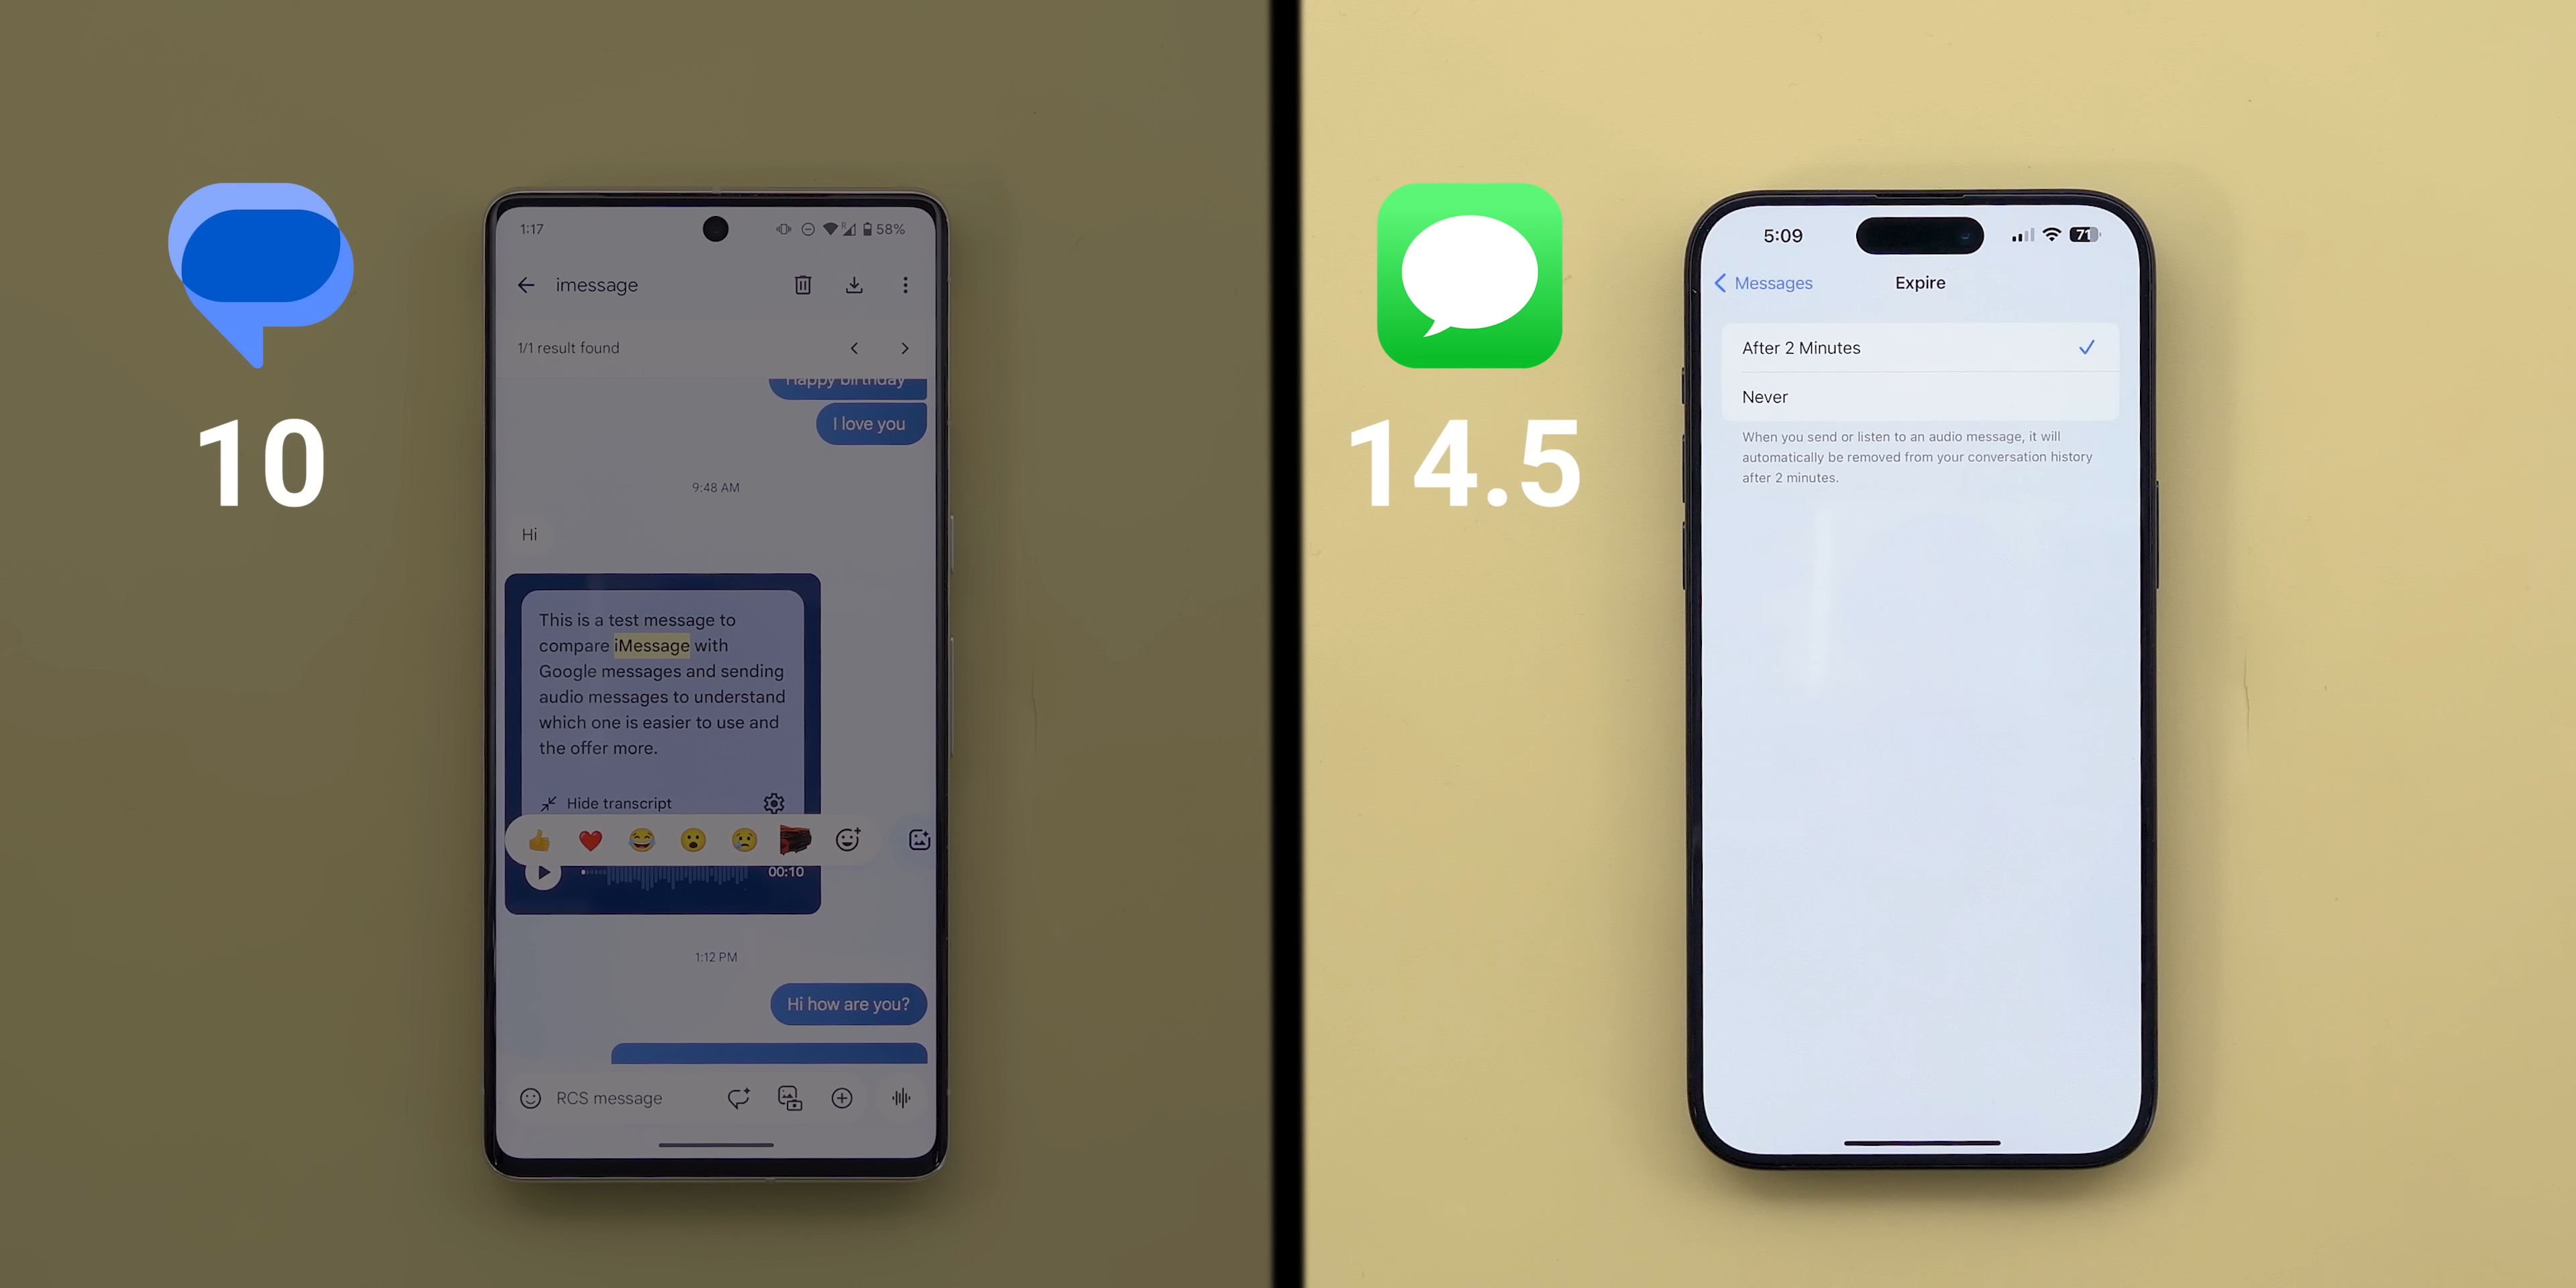 10
1:17
58%
imessage
1/1 result found
Happy birthday
I love you
9:48 AM
Hi
This is a test message to
compare iMessage with
Google messages and sending
audio messages to understand
which one is easier to use and
the offer more.
Hide transcript
00:10
1:12 PM
Hi how are you?
RCS message
14.5
5:09
71
Messages
Expire
After 2 Minutes
Never
When you send or listen to an audio message, it will
automatically be removed from your conversation history
after 2 minutes.